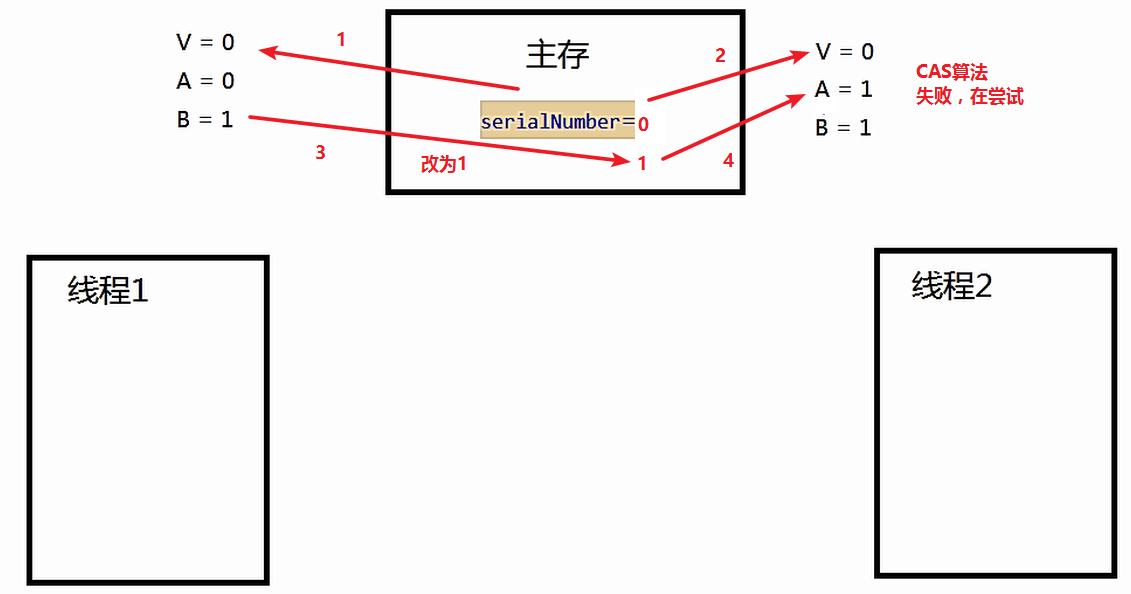 V = 0
A = 0
B = 1
1
主存
serialNumber=0
3
改为1
1
2
4
V = 0
A = 1
B = 1
CAS算法
失败，在尝试
线程1
线程2